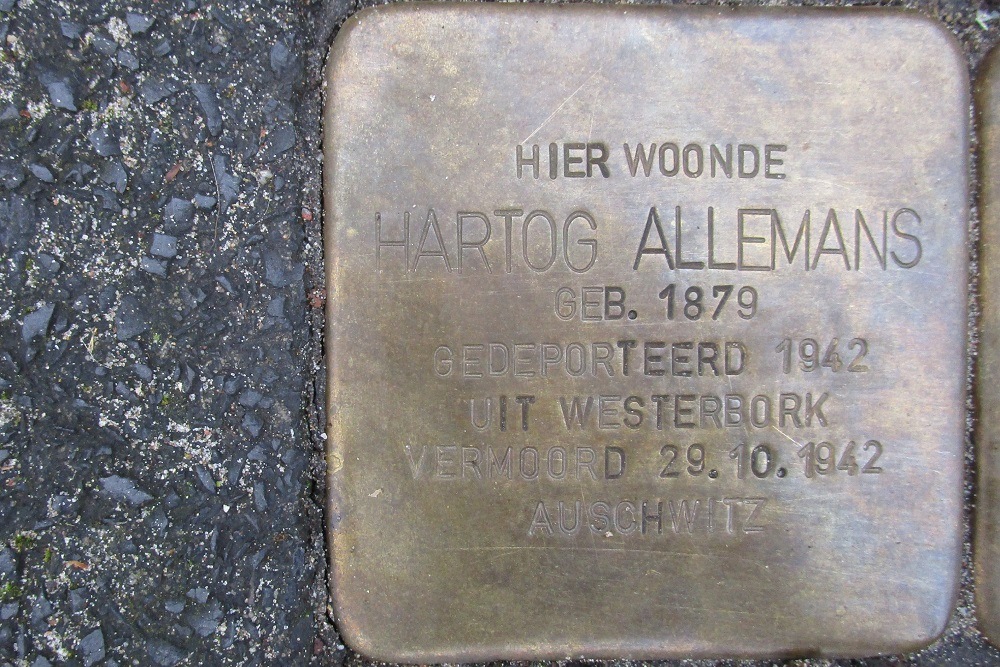 HIER WOONDE
HARTOG ALLEMANS
GEB. 1879
GEDEPORTEERD 1942
UIT WESTERBORK
VERMOORD 29.10.1942
AUSCHWITZ